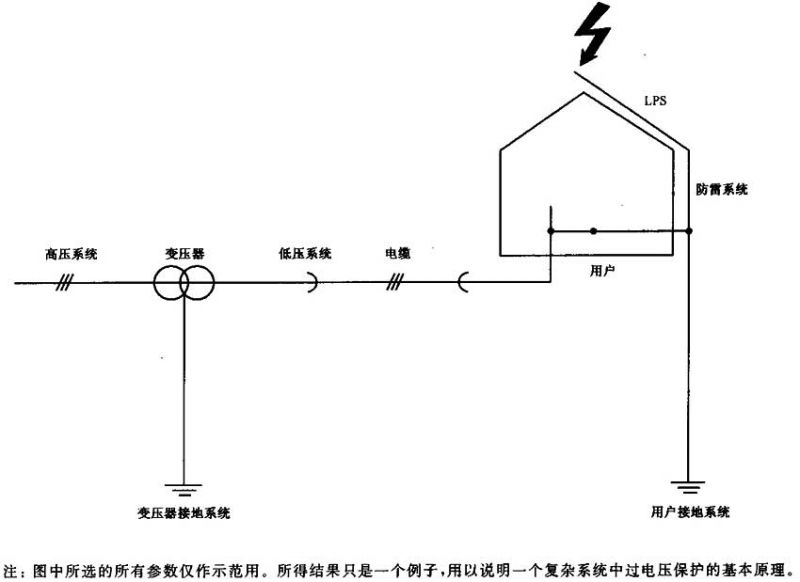 LPS
防雷系统
高压系统
变压器
低压系统
电缆
用户
变压器接地系统
用户接地系统
注：图中所选的所有参数仅作示范用。所得结果只是一个例子，用以说明一个复杂系统中过电压保护的基本原理。